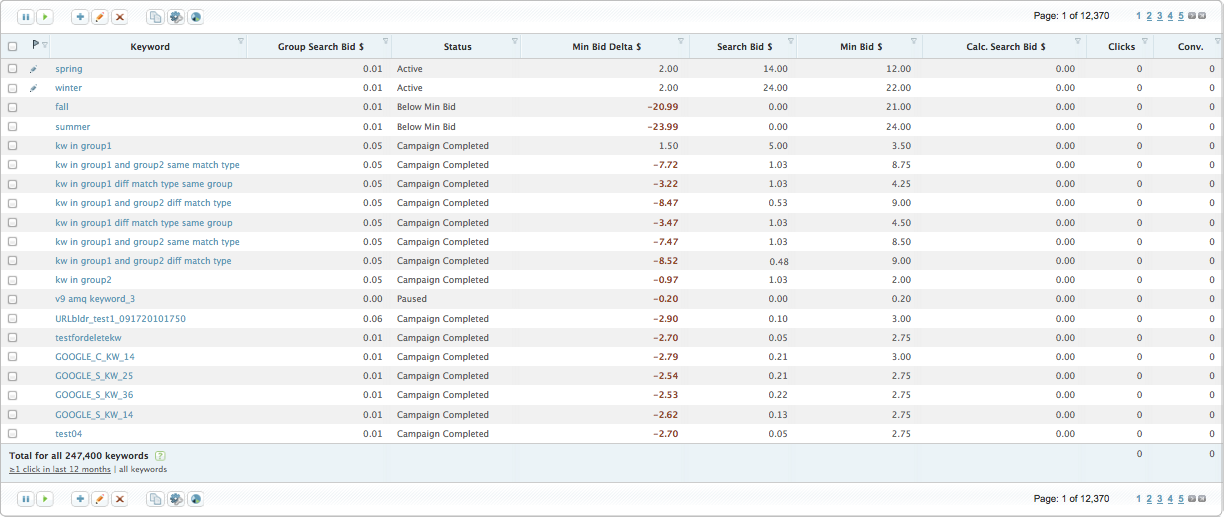 Page: 1 of 12,370 1 2 3 4 5
Keyword Group Search Bid $ Status Min Bid Delta $ Search Bid $ Min Bid $ Calc. Search Bid $ Clicks Conv.
spring 0.01 Active 2.00 14.00 12.00 0.00 0 0
winter 0.01 Active 2.00 24.00 22.00 0.00 0 0
fall 0.01 Below Min Bid -20.99 0.00 21.00 0.00 0 0
summer 0.01 Below Min Bid -23.99 0.00 24.00 0.00 0 0
kw in group1 0.05 Campaign Completed 1.50 5.00 3.50 0.00 0 0
kw in group1 and group2 same match type 0.05 Campaign Completed -7.72 1.03 8.75 0.00 0 0
kw in group1 diff match type same group 0.05 Campaign Completed -3.22 1.03 4.25 0.00 0 0
kw in group1 and group2 diff match type 0.05 Campaign Completed -8.47 0.53 9.00 0.00 0 0
kw in group1 diff match type same group 0.05 Campaign Completed -3.47 1.03 4.50 0.00 0 0
kw in group1 and group2 same match type 0.05 Campaign Completed -7.47 1.03 8.50 0.00 0 0
kw in group1 and group2 diff match type 0.05 Campaign Completed -8.52 0.48 9.00 0.00 0 0
kw in group2 0.05 Campaign Completed -0.97 1.03 2.00 0.00 0 0
v9 amq keyword_3 0.00 Paused -0.20 0.00 0.20 0.00 0 0
URLbldr_test1_091720101750 0.06 Campaign Completed -2.90 0.10 3.00 0.00 0 0
testfordeletekw 0.01 Campaign Completed -2.70 0.05 2.75 0.00 0 0
GOOGLE_C_KW_14 0.01 Campaign Completed -2.79 0.21 3.00 0.00 0 0
GOOGLE_S_KW_25 0.01 Campaign Completed -2.54 0.21 2.75 0.00 0 0
GOOGLE_S_KW_36 0.01 Campaign Completed -2.53 0.22 2.75 0.00 0 0
GOOGLE_S_KW_14 0.01 Campaign Completed -2.62 0.13 2.75 0.00 0 0
test04 0.01 Campaign Completed -2.70 0.05 2.75 0.00 0 0
Total for all 247,400 keywords ? 0 0
≥1 click in last 12 months | all keywords
Page: 1 of 12,370 1 2 3 4 5